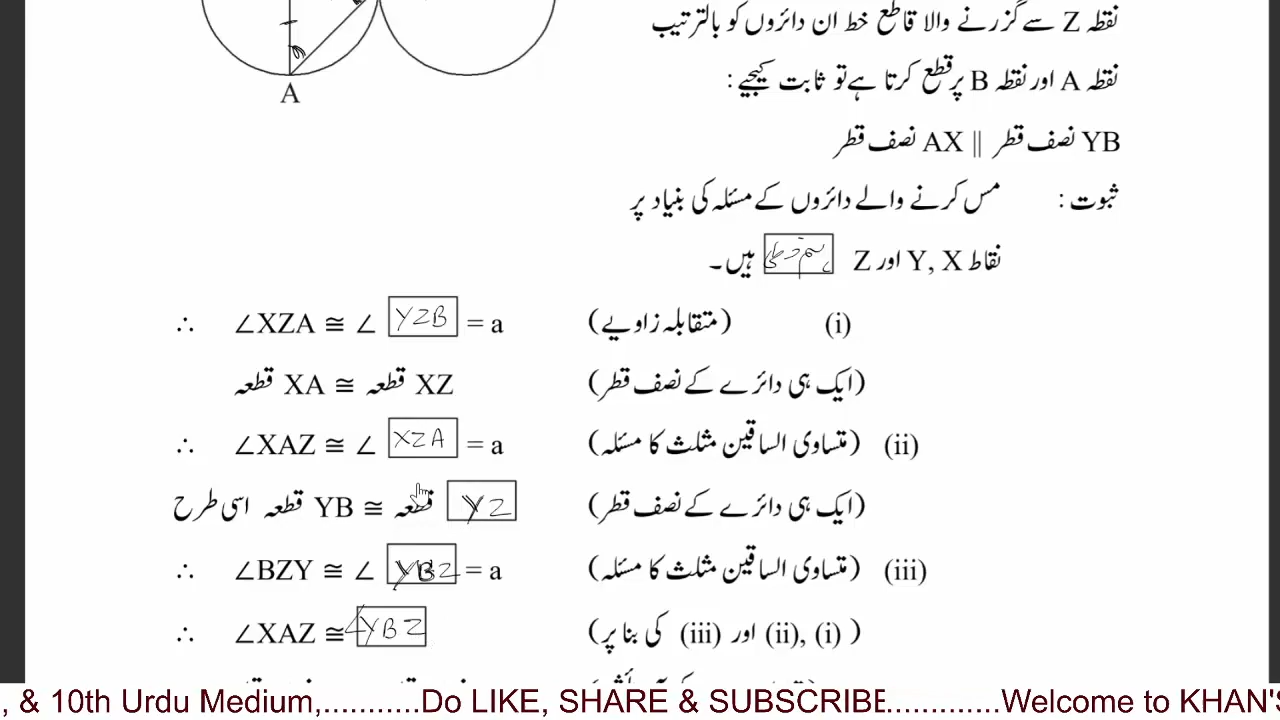 نقطہ Z سے گزرنے والا قاطع خط ان دائروں کو بالترتیب
نقطہ A اور نقطہ B پر قطع کرتا ہے تو ثابت کیجیے :
A
نصف قطر AX || نصف قطر YB
ثبوت : مس کرنے والے دائروں کے مسئلہ کی بنیاد پر
نقاط Y, X اور Z ہم خطی ہیں۔
∴ ∠XZA ≅ ∠ YZB = a (متقابلہ زاویے) (i)
قطعہ XA ≅ قطعہ XZ (ایک ہی دائرے کے نصف قطر)
∴ ∠XAZ ≅ ∠ XZA = a (متساوی الساقین مثلث کا مسئلہ) (ii)
اسی طرح قطعہ YB ≅ قطعہ YZ (ایک ہی دائرے کے نصف قطر)
∴ ∠BZY ≅ ∠ YBZ = a (متساوی الساقین مثلث کا مسئلہ) (iii)
∴ ∠XAZ ≅ ∠YBZ ( (i) ,(ii) اور (iii) کی بنا پر)
, & 10th Urdu Medium,...........Do LIKE, SHARE & SUBSCRIBE..............Welcome to KHAN'S